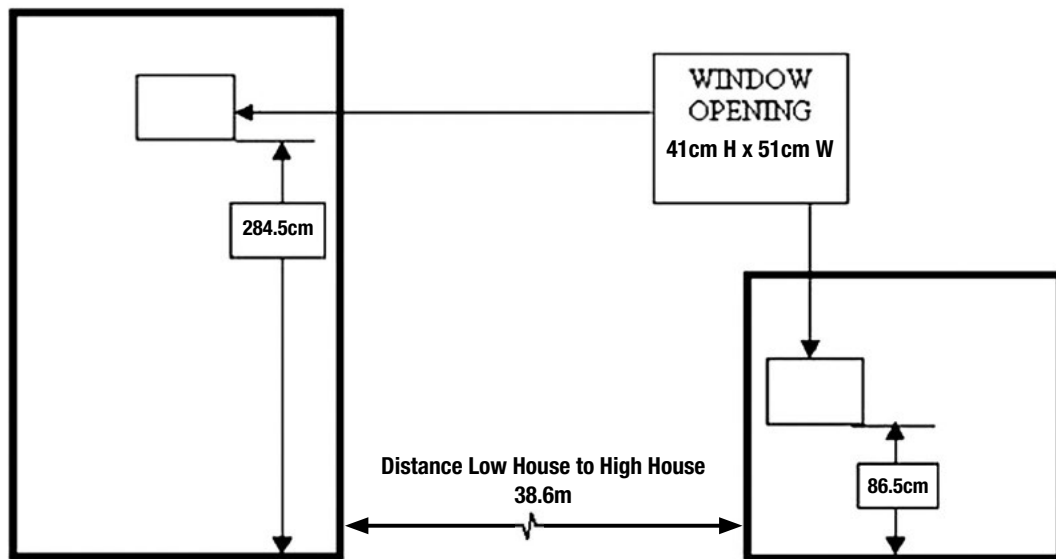 WINDOW
OPENING
41cm H x 51cm W
284.5cm
Distance Low House to High House
38.6m
86.5cm